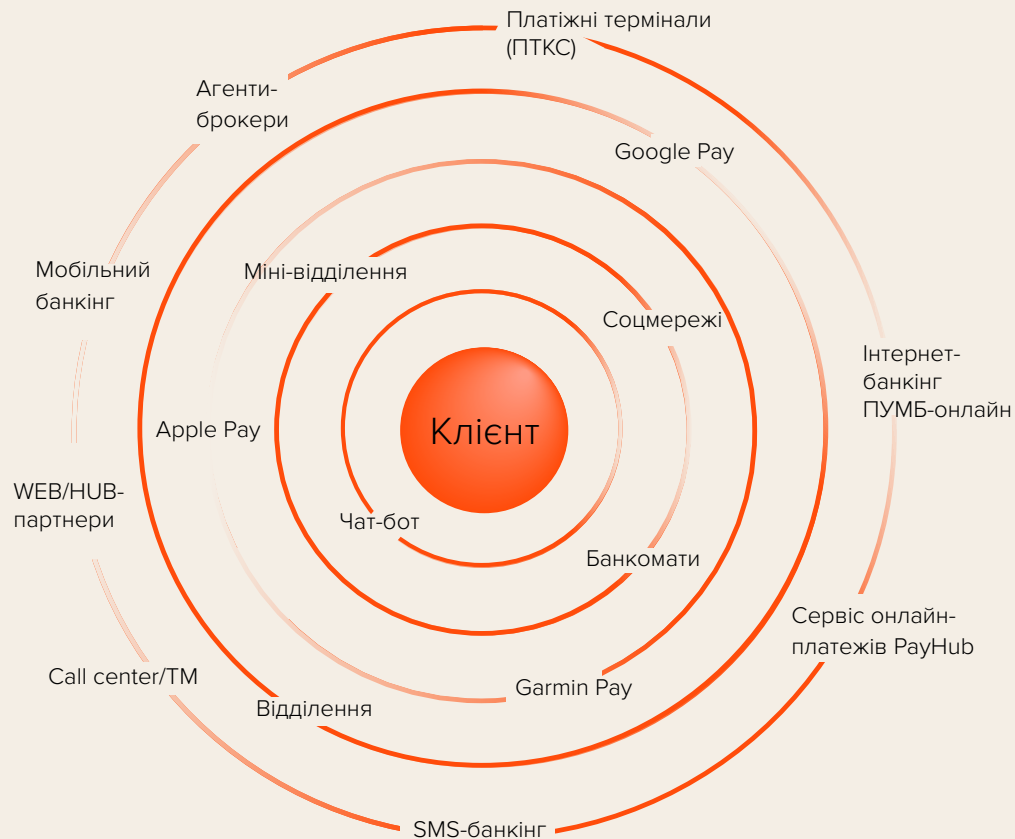 Платіжні термінали
(ПТКС)
Агенти-
брокери
Google Pay
Мобільний
банкінг
Міні-відділення
Соцмережі
Інтернет-
банкінг
ПУМБ-онлайн
Клієнт
Apple Pay
WEB/HUB-
партнери
Чат-бот
Банкомати
Сервіс онлайн-
платежів PayHub
Call center/TM
Garmin Pay
Відділення
SMS-банкінг